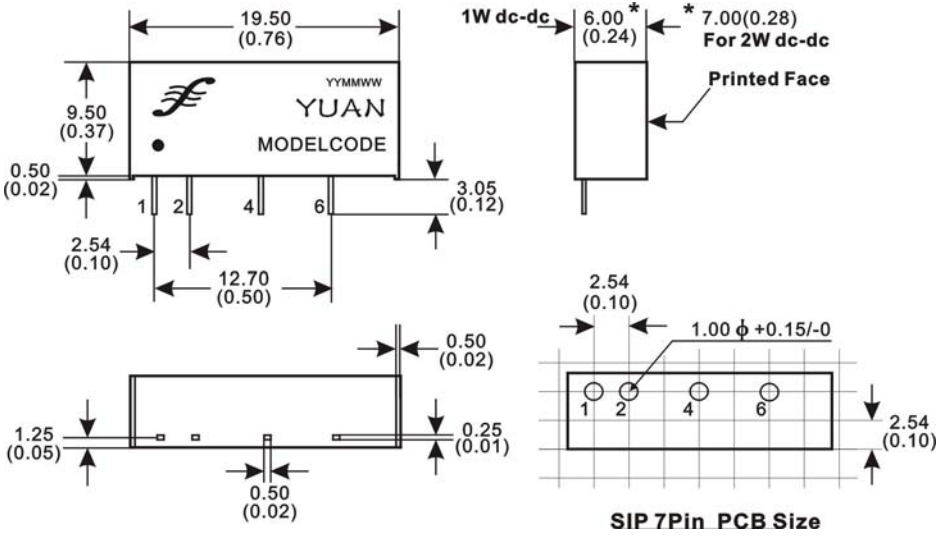 19.50
(0.76)
1W dc-dc
6.00 *
(0.24)
* 7.00(0.28)
For 2W dc-dc
Printed Face
YYMMWW
YUAN
MODELCODE
9.50
(0.37)
0.50
(0.02)
3.05
(0.12)
1 2 4 6
2.54
(0.10)
12.70
(0.50)
0.50
(0.02)
1.25
(0.05)
0.25
(0.01)
0.50
(0.02)
2.54
(0.10)
1.00 ϕ +0.15/-0
1 2 4 6
2.54
(0.10)
SIP 7Pin PCB Size